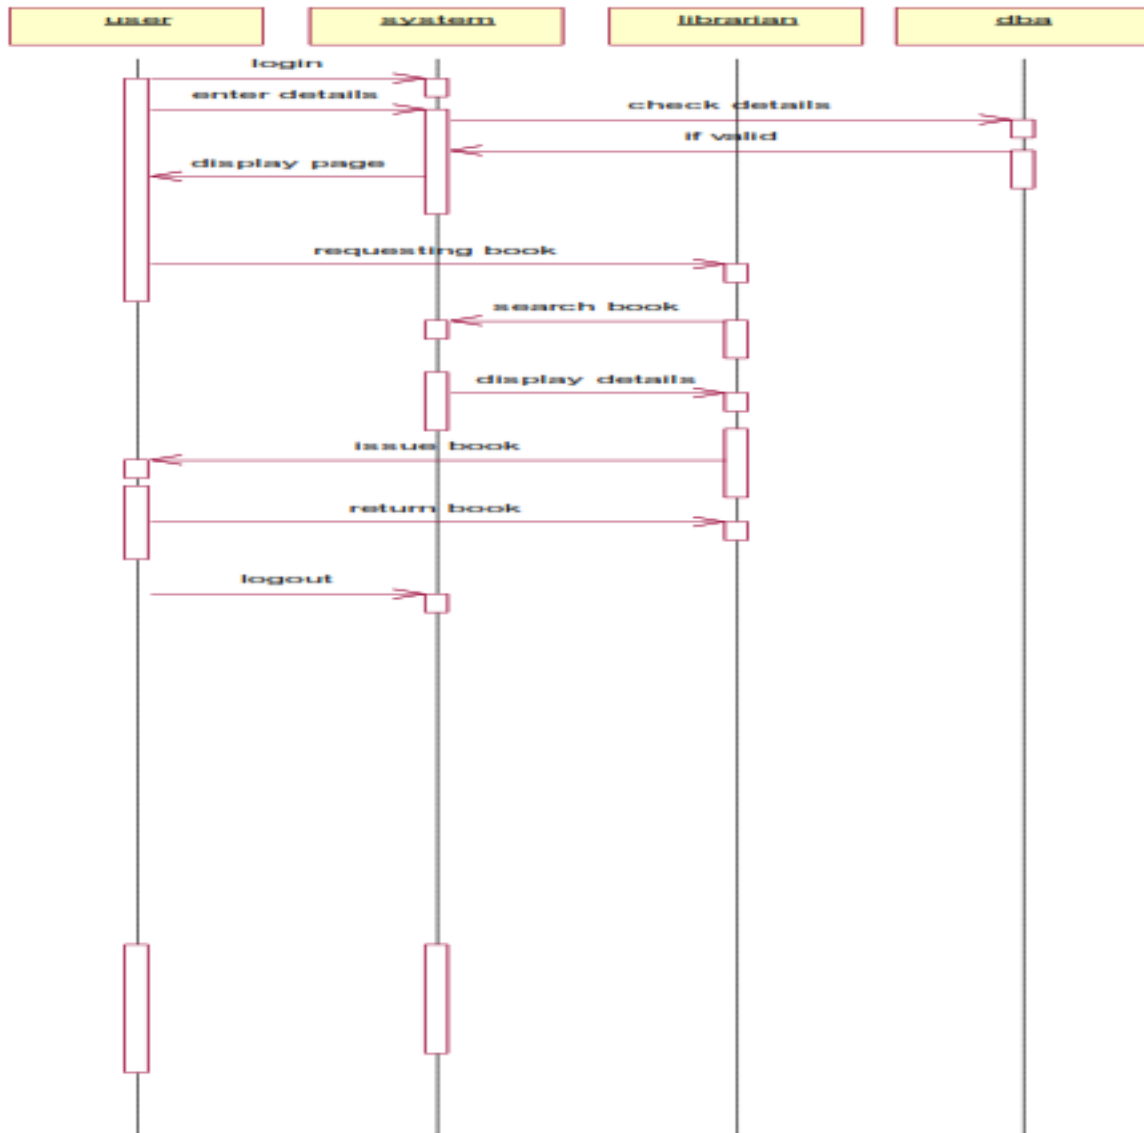 user system librarian dba
login
enter details
check details
if valid
display page
requesting book
search book
display details
issue book
return book
logout